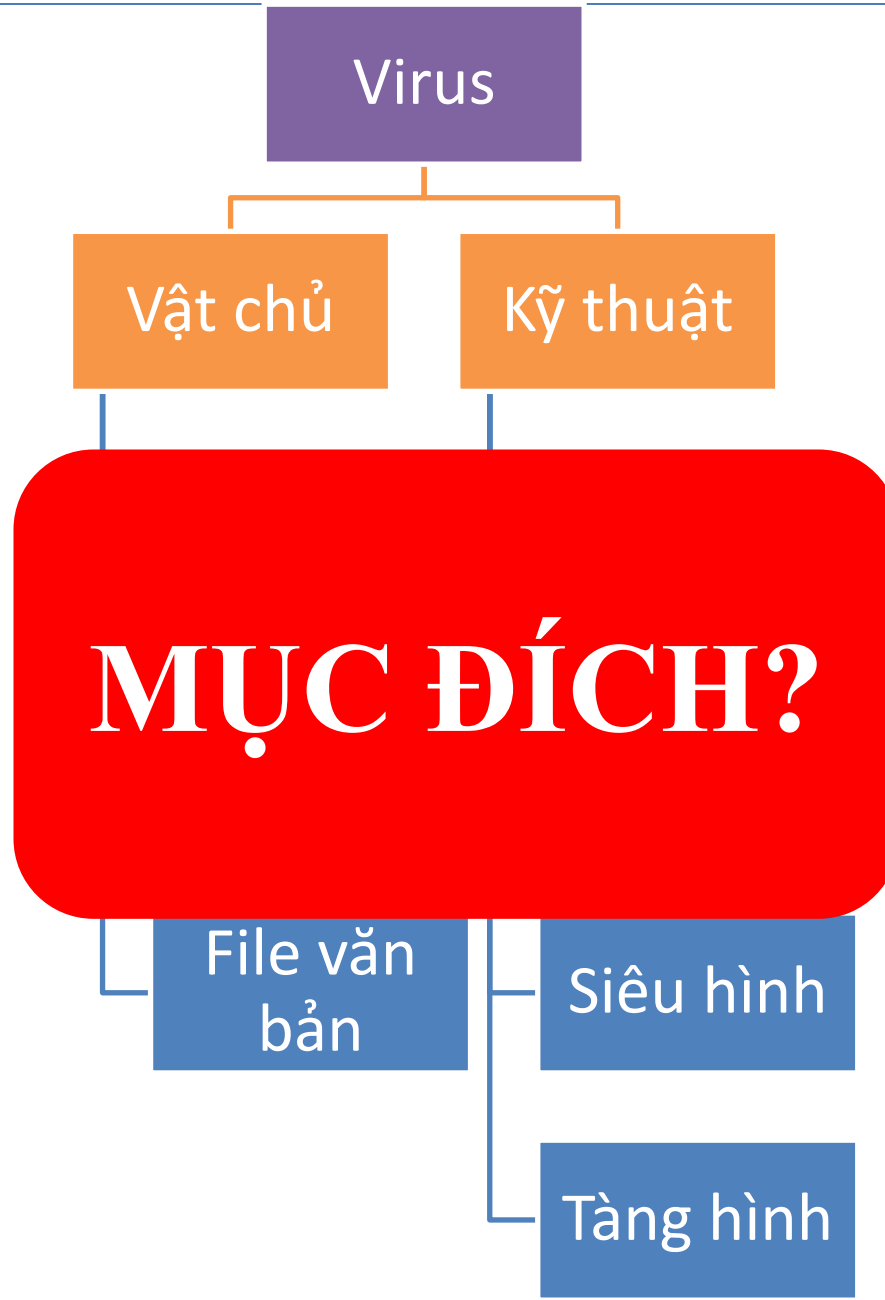 Virus
Vật chủ
Kỹ thuật
MỤC ĐÍCH?
File văn
bản
Siêu hình
Tàng hình